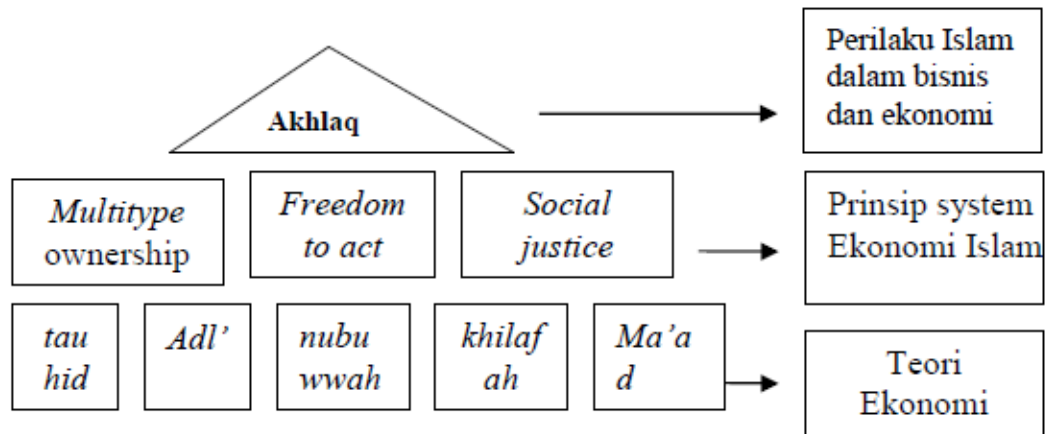 Akhlaq
Perilaku Islam
dalam bisnis
dan ekonomi
Multitype
ownership
Freedom
to act
Social
justice
Prinsip system
Ekonomi Islam
tau
hid
Adl’
nubu
wwah
khilaf
ah
Ma’a
d
Teori
Ekonomi